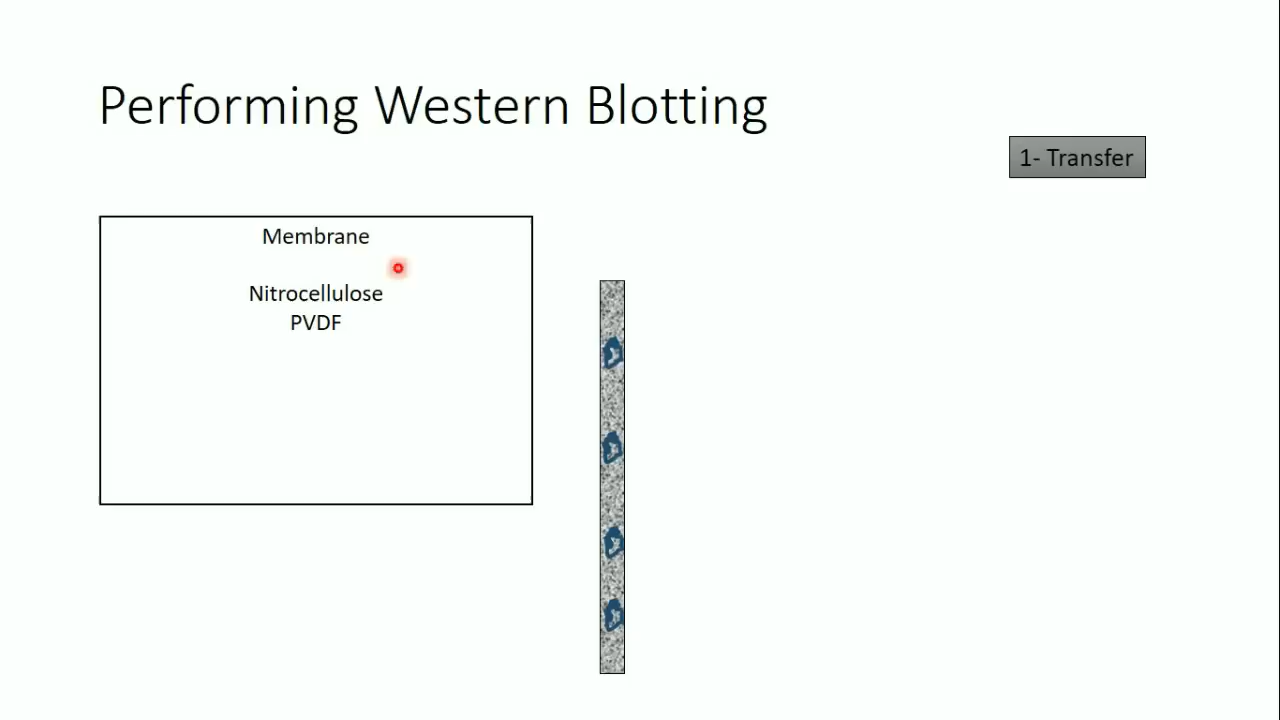 Performing Western Blotting
1- Transfer
Membrane
Nitrocellulose
PVDF